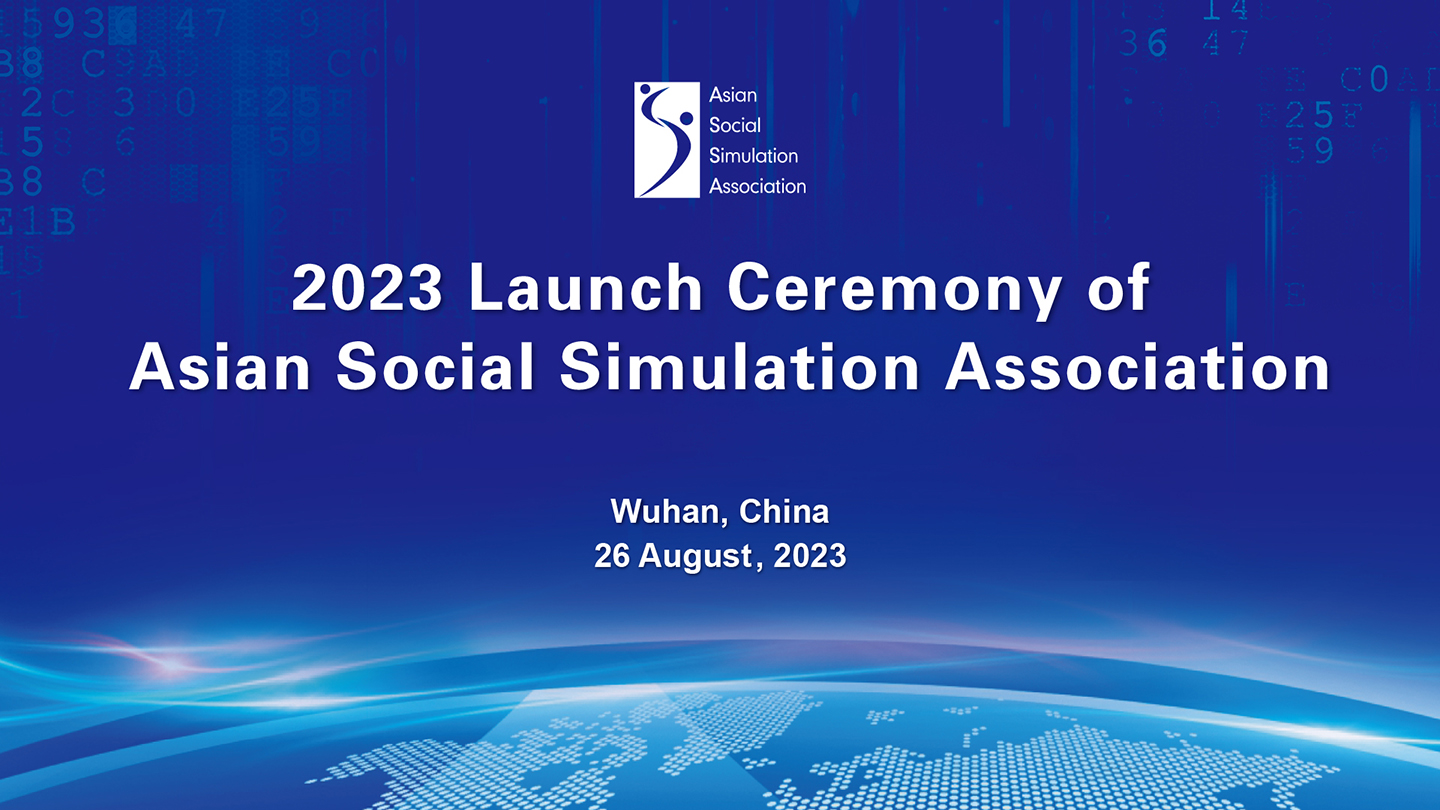 Asian
Social
Simulation
Association
2023 Launch Ceremony of
Asian Social Simulation Association
Wuhan, China
26 August, 2023